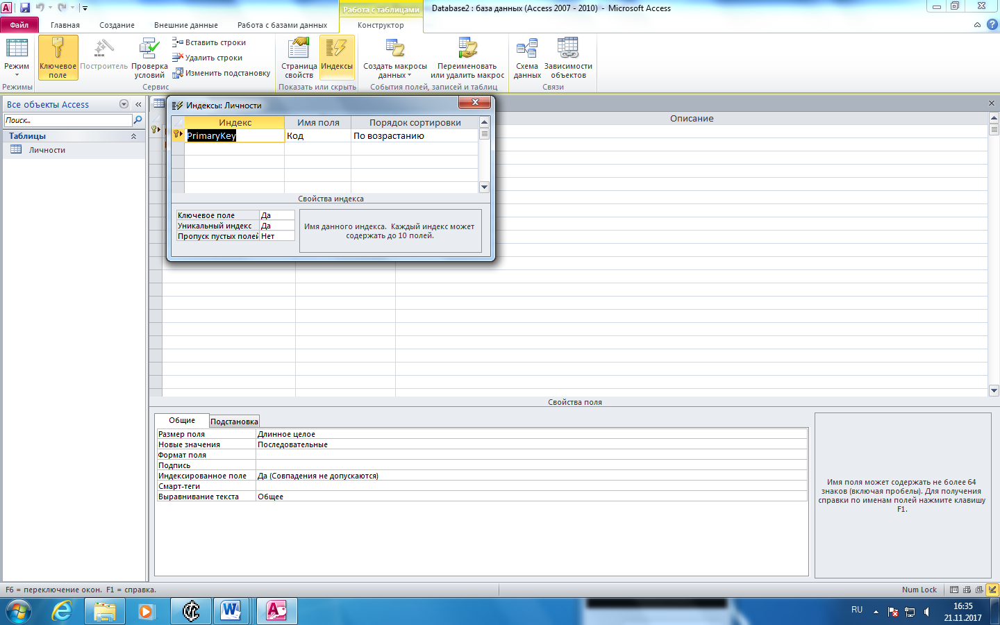 Работа с таблицами
Database2 : база данных (Access 2007 - 2010)  -  Microsoft Access
Файл
Главная
Создание
Внешние данные
Работа с базами данных
Конструктор
Режим
Ключевое поле
Построитель
Проверка условий
Вставить строки
Удалить строки
Изменить подстановку
Страница свойств
Индексы
Создать макросы данных
Переименовать или удалить макрос
Схема данных
Зависимости объектов
Режимы
Сервис
Показать или скрыть
События полей, записей и таблиц
Связи
Все объекты Access
Поиск...
Таблицы
Личности
Индексы: Личности
Индекс
Имя поля
Порядок сортировки
PrimaryKey
Код
По возрастанию
Свойства индекса
Ключевое поле
Да
Уникальный индекс
Да
Пропуск пустых полей
Нет
Имя данного индекса.  Каждый индекс может
содержать до 10 полей.
Описание
Свойства поля
Общие
Подстановка
Размер поля
Длинное целое
Новые значения
Последовательные
Формат поля
Подпись
Индексированное поле
Да (Совпадения не допускаются)
Смарт-теги
Выравнивание текста
Общее
Имя поля может содержать не более 64
знаков (включая пробелы). Для получения
справки по именам полей нажмите клавишу
F1.
F6 = переключение окон.  F1 = справка.
Num Lock
RU
16:35
21.11.2017